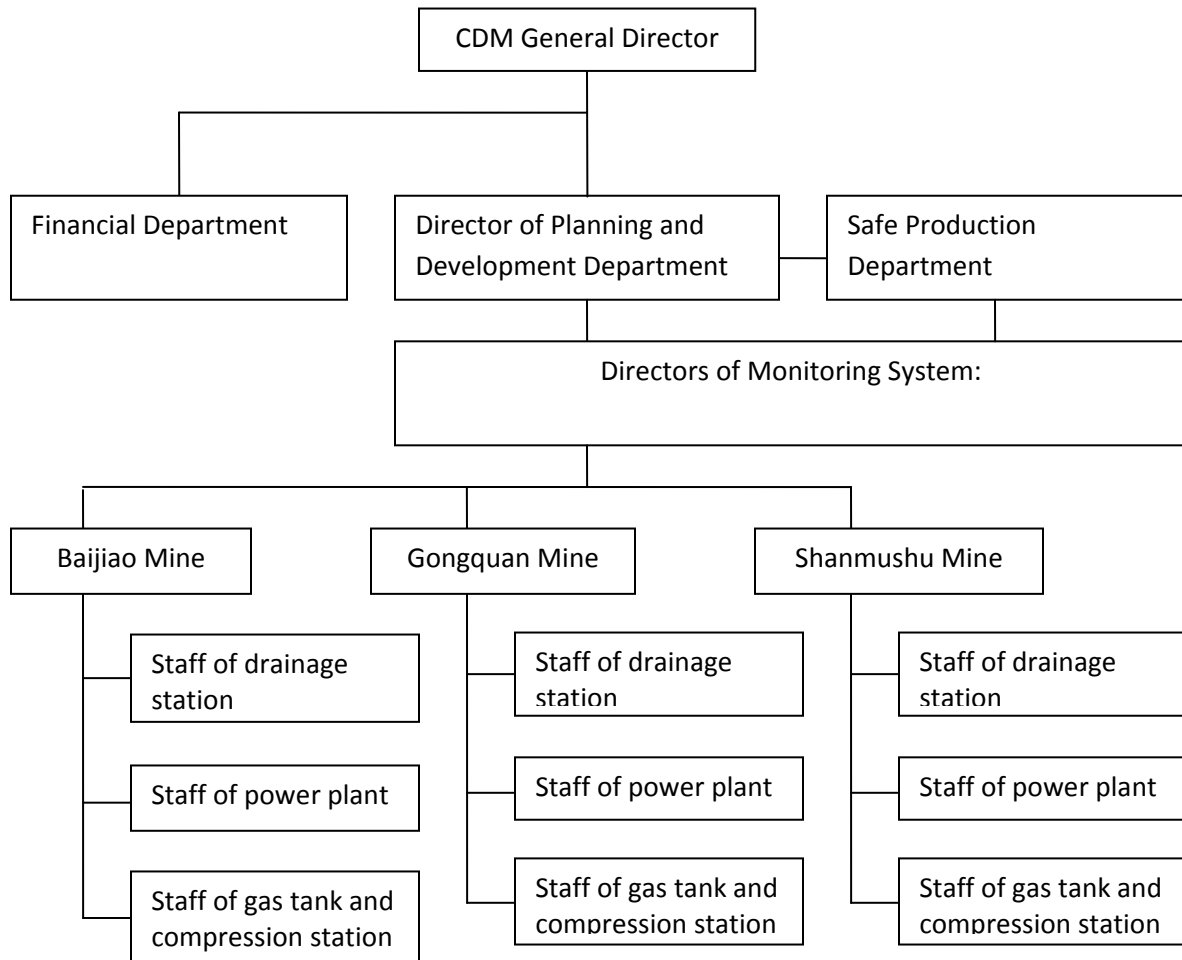 CDM General Director
Financial Department
Director of Planning and
Development Department
Safe Production
Department
Directors of Monitoring System:
Baijiao Mine
Gongquan Mine
Shanmushu Mine
Staff of drainage
station
Staff of power plant
Staff of gas tank and
compression station
Staff of drainage
station
Staff of power plant
Staff of gas tank and
compression station
Staff of drainage
station
Staff of power plant
Staff of gas tank and
compression station